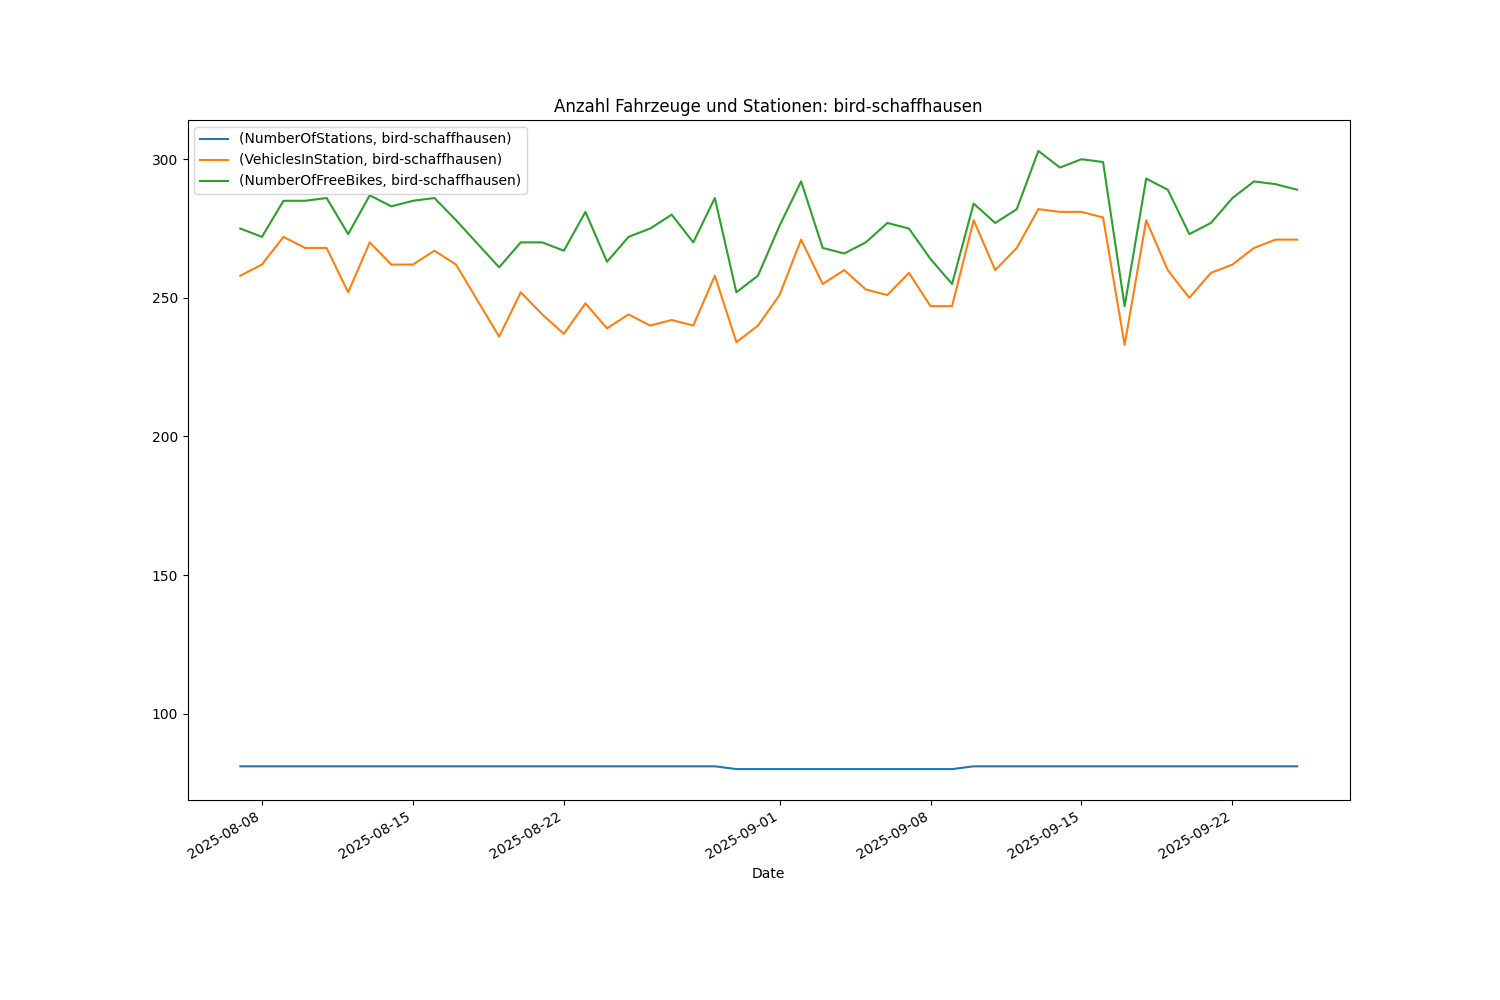 Anzahl Fahrzeuge und Stationen: bird-schaffhausen
(NumberOfStations, bird-schaffhausen)
(VehiclesInStation, bird-schaffhausen)
(NumberOfFreeBikes, bird-schaffhausen)
300
250
200
150
100
2025-08-08
2025-08-15
2025-08-22
2025-09-01
2025-09-08
2025-09-15
2025-09-22
Date